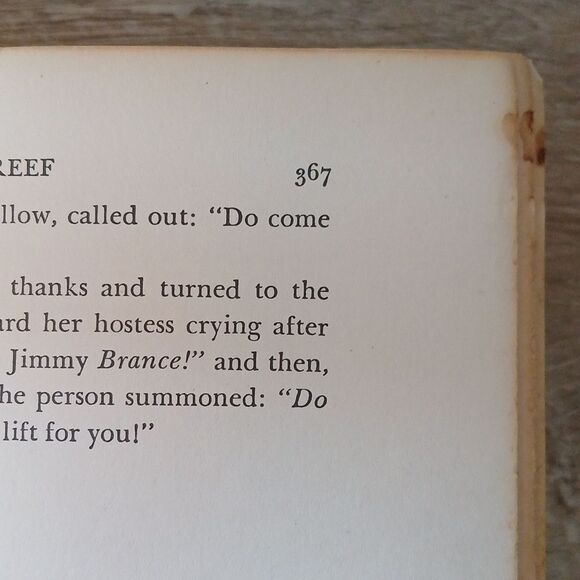 REEF 367
llow, called out: "Do come
thanks and turned to the
ard her hostess crying after
Jimmy Brance!" and then,
he person summoned: "Do
lift for you!"